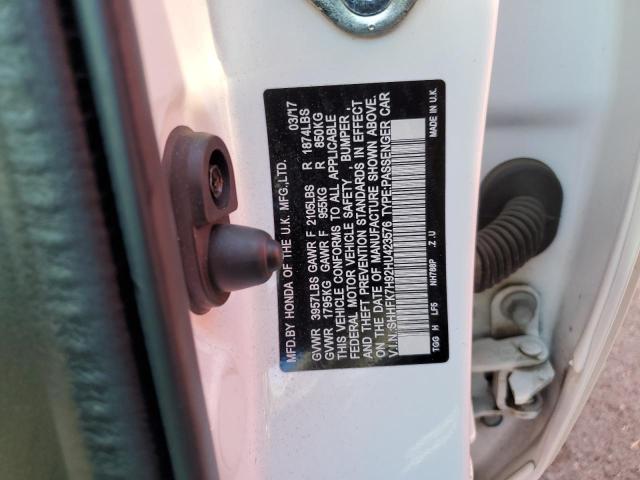 MFD.BY HONDA OF THE U.K. MFG.,LTD. 03/17
GVWR 3957LBS GAWR F 2105LBS R 1874LBS
GVWR 1795KG GAWR F 955KG R 850KG
THIS VEHICLE CONFORMS TO ALL APPLICABLE
FEDERAL MOTOR VEHICLE SAFETY, BUMPER,
AND THEFT PREVENTION STANDARDS IN EFFECT
ON THE DATE OF MANUFACTURE SHOWN ABOVE.
V.I.N.:SHHFK7H92HU423576 TYPE:PASSENGER CAR
TGG H LF6 NH788P .Z.U MADE IN U.K.